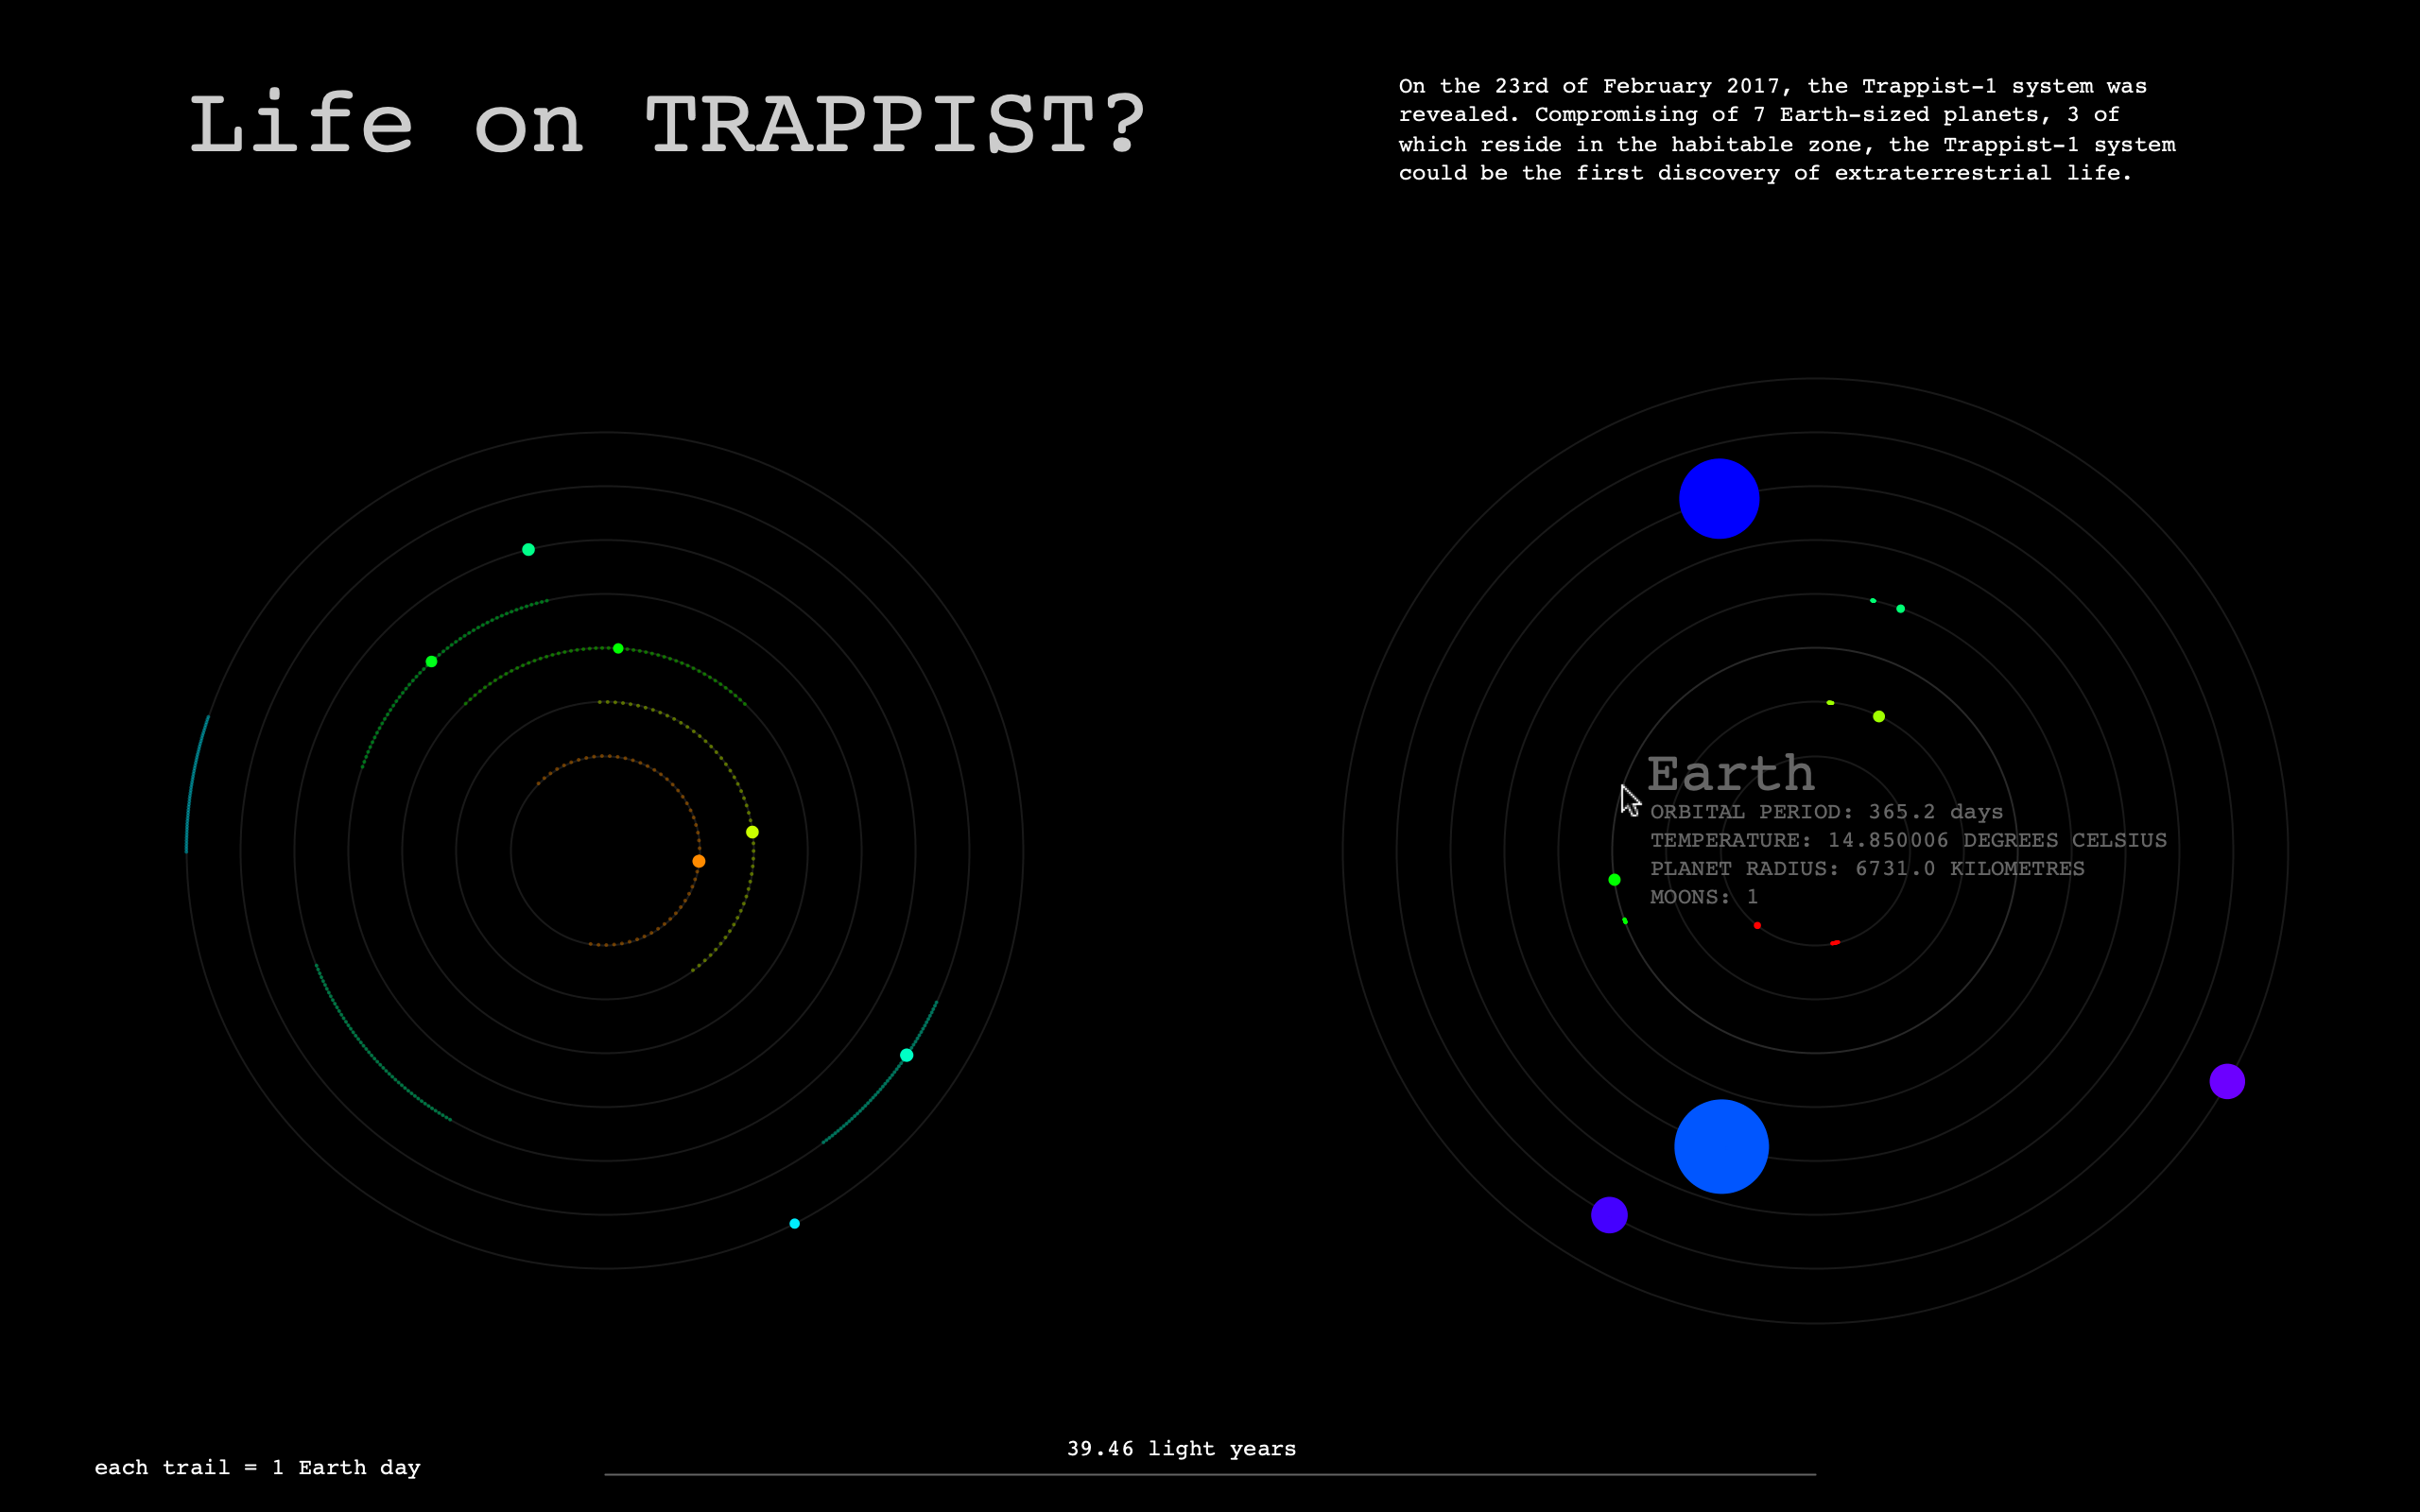 Life on TRAPPIST?
On the 23rd of February 2017, the Trappist-1 system was
revealed. Compromising of 7 Earth-sized planets, 3 of
which reside in the habitable zone, the Trappist-1 system
could be the first discovery of extraterrestrial life.
Earth
ORBITAL PERIOD: 365.2 days
TEMPERATURE: 14.850006 DEGREES CELSIUS
PLANET RADIUS: 6731.0 KILOMETRES
MOONS: 1
39.46 light years
each trail = 1 Earth day